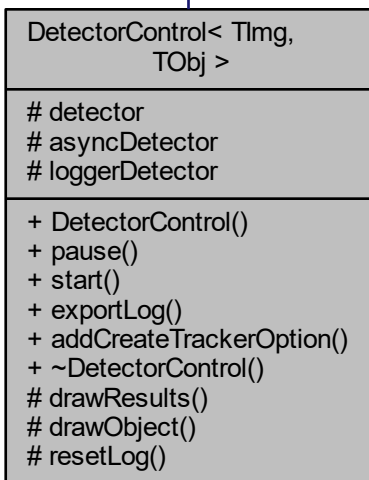 DetectorControl< TImg,
TObj >
# detector
# asyncDetector
# loggerDetector
+ DetectorControl()
+ pause()
+ start()
+ exportLog()
+ addCreateTrackerOption()
+ ~DetectorControl()
# drawResults()
# drawObject()
# resetLog()